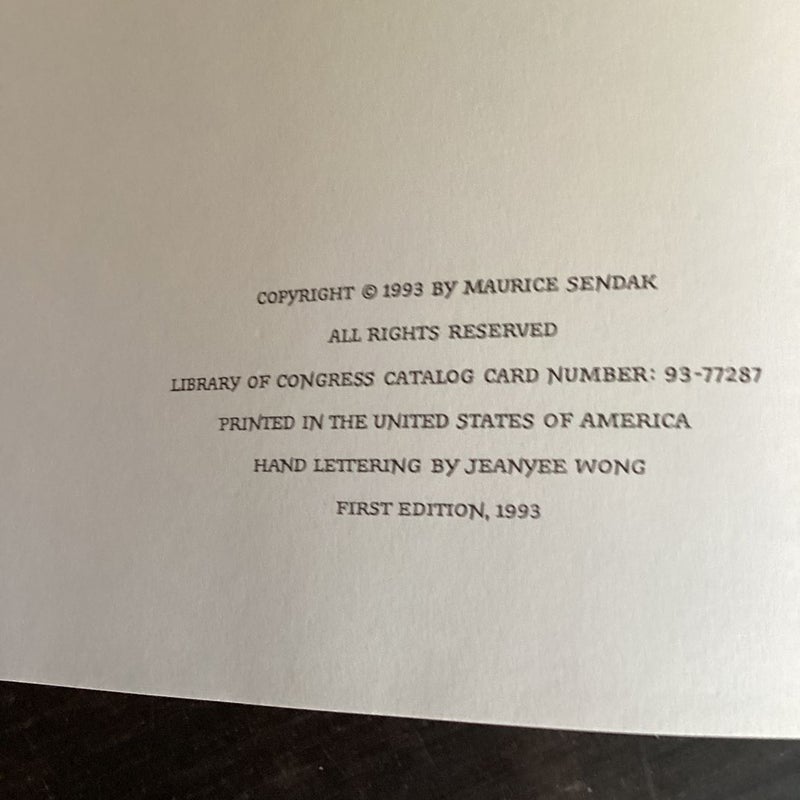 COPYRIGHT © 1993 BY MAURICE SENDAK
ALL RIGHTS RESERVED
LIBRARY OF CONGRESS CATALOG CARD NUMBER: 93-77287
PRINTED IN THE UNITED STATES OF AMERICA
HAND LETTERING BY JEANYEE WONG
FIRST EDITION, 1993